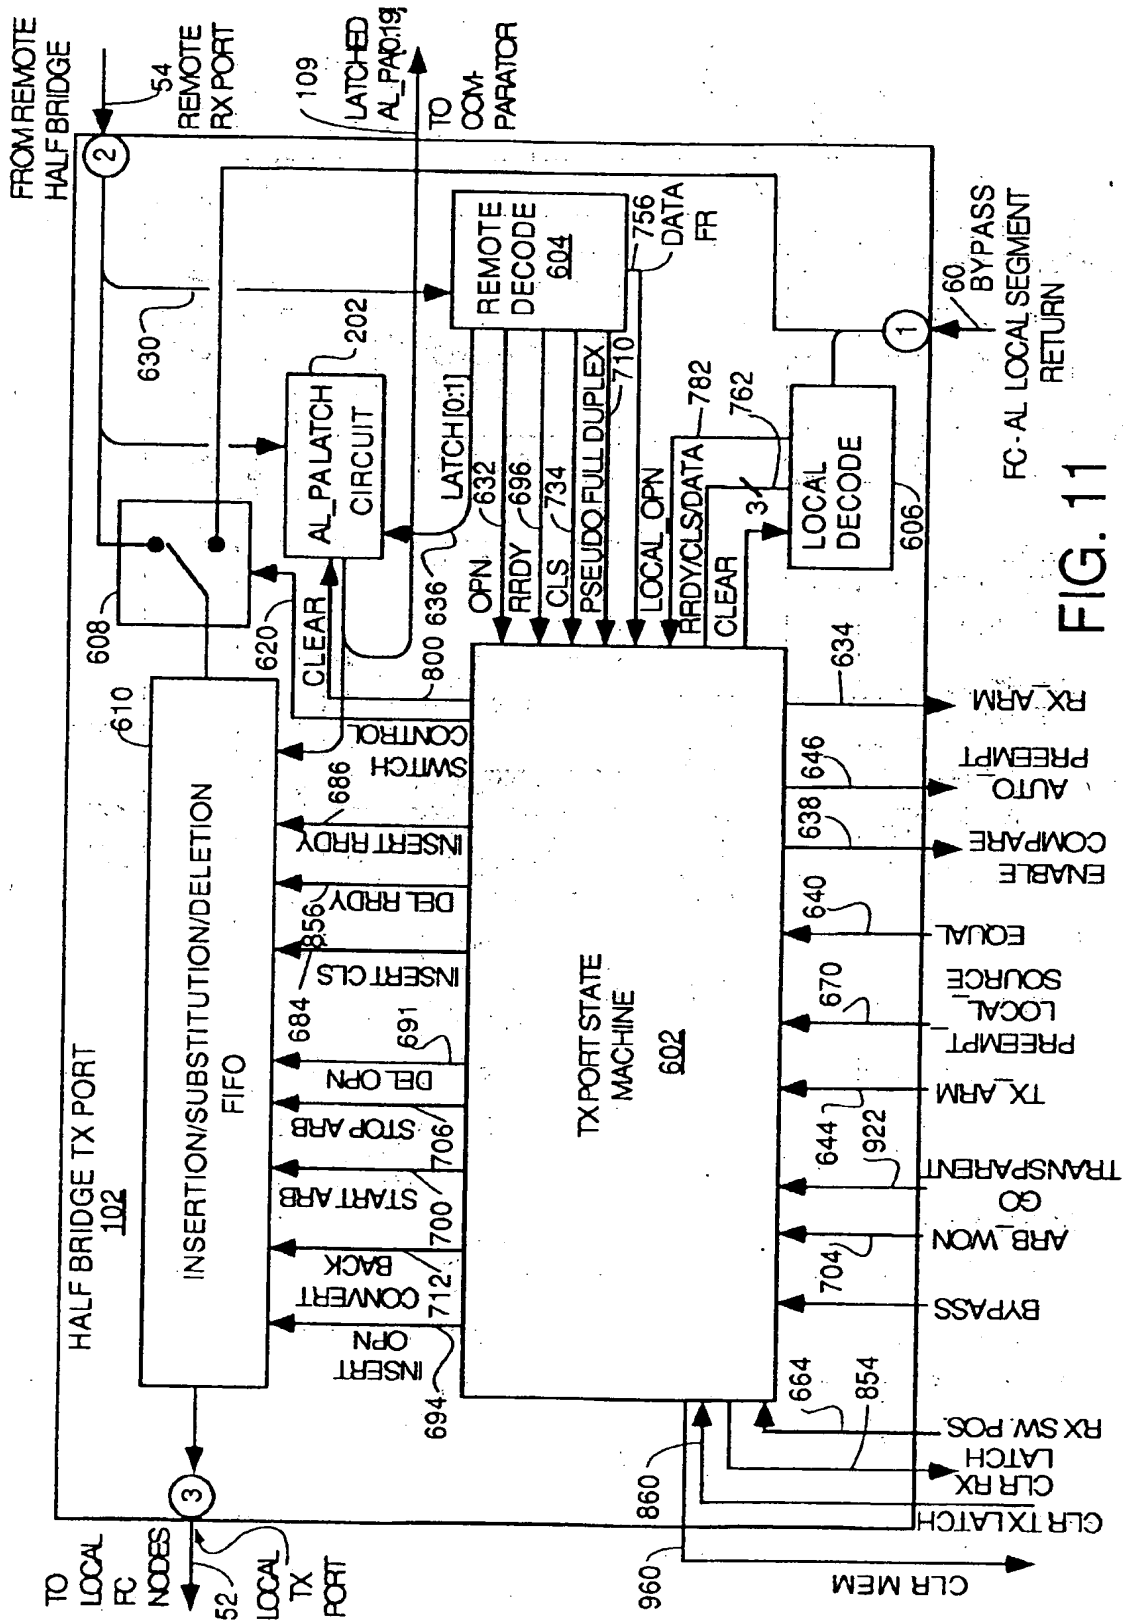 FROM REMOTE
HALF BRIDGE
54
REMOTE
RX PORT
109
LATCHED
AL_PA[0:19]
TO
COM-
PARATOR
2
630
202
AL_PA LATCH
CIRCUIT
REMOTE
DECODE
604
756
DATA
FR
608
620
CLEAR
LATCH [0:1]
636
800
OPN
632
RRDY
696
CLS
734
PSEUDO FULL DUPLEX
710
LOCAL_OPN
RRDY/CLS/DATA
782
762
3
CLEAR
LOCAL
DECODE
606
1
60
BYPASS
FC-AL LOCAL SEGMENT
RETURN
HALF BRIDGE TX PORT
102
610
INSERTION/SUBSTITUTION/DELETION
FIFO
SWITCH
CONTROL
686
INSERT RRDY
856
DEL RRDY
684
INSERT CLS
691
DEL OPN
706
STOP ARB
700
START ARB
712
CONVERT
BACK
694
INSERT
OPN
TX PORT STATE
MACHINE
602
634
RX_ARM
646
AUTO_
PREEMPT
638
ENABLE
COMPARE
640
EQUAL
670
PREEMPT_
LOCAL_
SOURCE
644
TX_ARM
922
GO
TRANSPARENT
704
ARB_WON
BYPASS
664
RX SW. POS.
854
CLR RX
LATCH
860
CLR TX LATCH
960
CLR MEM
3
TO
LOCAL
FC
NODES
52
LOCAL_
TX
PORT
FIG. 11